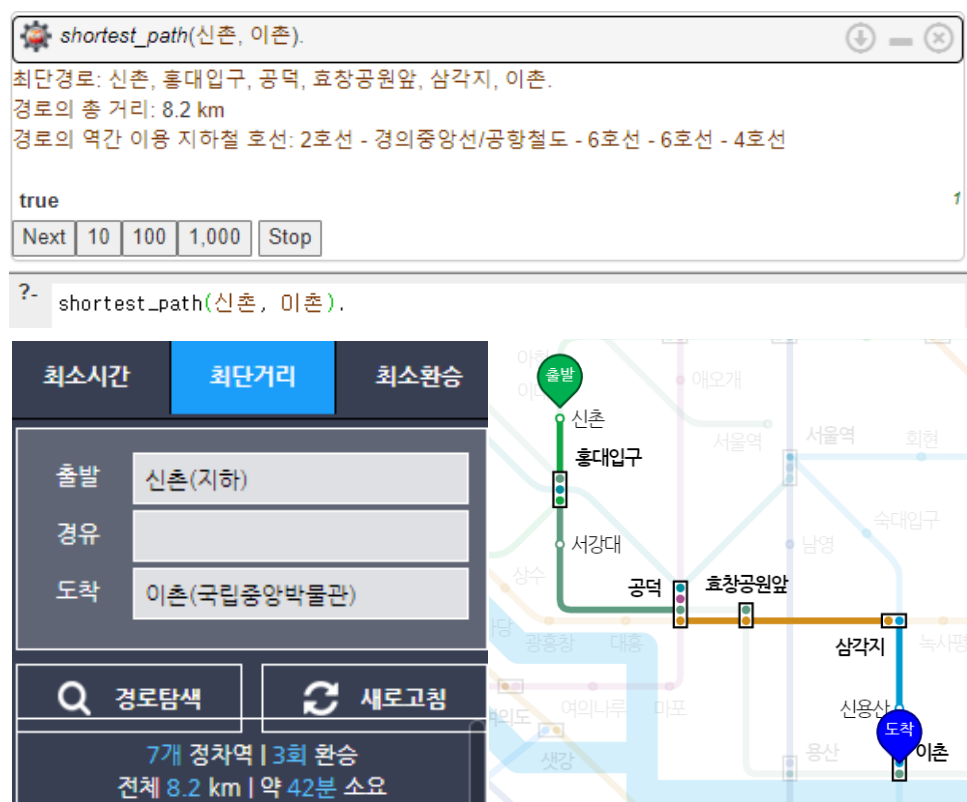 shortest_path(신촌, 이촌).
최단경로: 신촌, 홍대입구, 공덕, 효창공원앞, 삼각지, 이촌.
경로의 총 거리: 8.2 km
경로의 역간 이용 지하철 호선: 2호선 - 경의중앙선/공항철도 - 6호선 - 6호선 - 4호선
true
1
Next 10 100 1,000 Stop
?- shortest_path(신촌, 이촌).
최소시간 최단거리 최소환승
출발 신촌(지하)
경유
도착 이촌(국립중앙박물관)
경로탐색 새로고침
7개 정차역 | 3회 환승
전체 8.2 km | 약 42분 소요
출발
애오개
신촌
서울역 서울역 회현
홍대입구
숙대입구
서강대 남영
상수
공덕 효창공원앞
광흥창 대흥
삼각지 녹사평
여의나루 마포
신용산
도착
샛강 용산 이촌